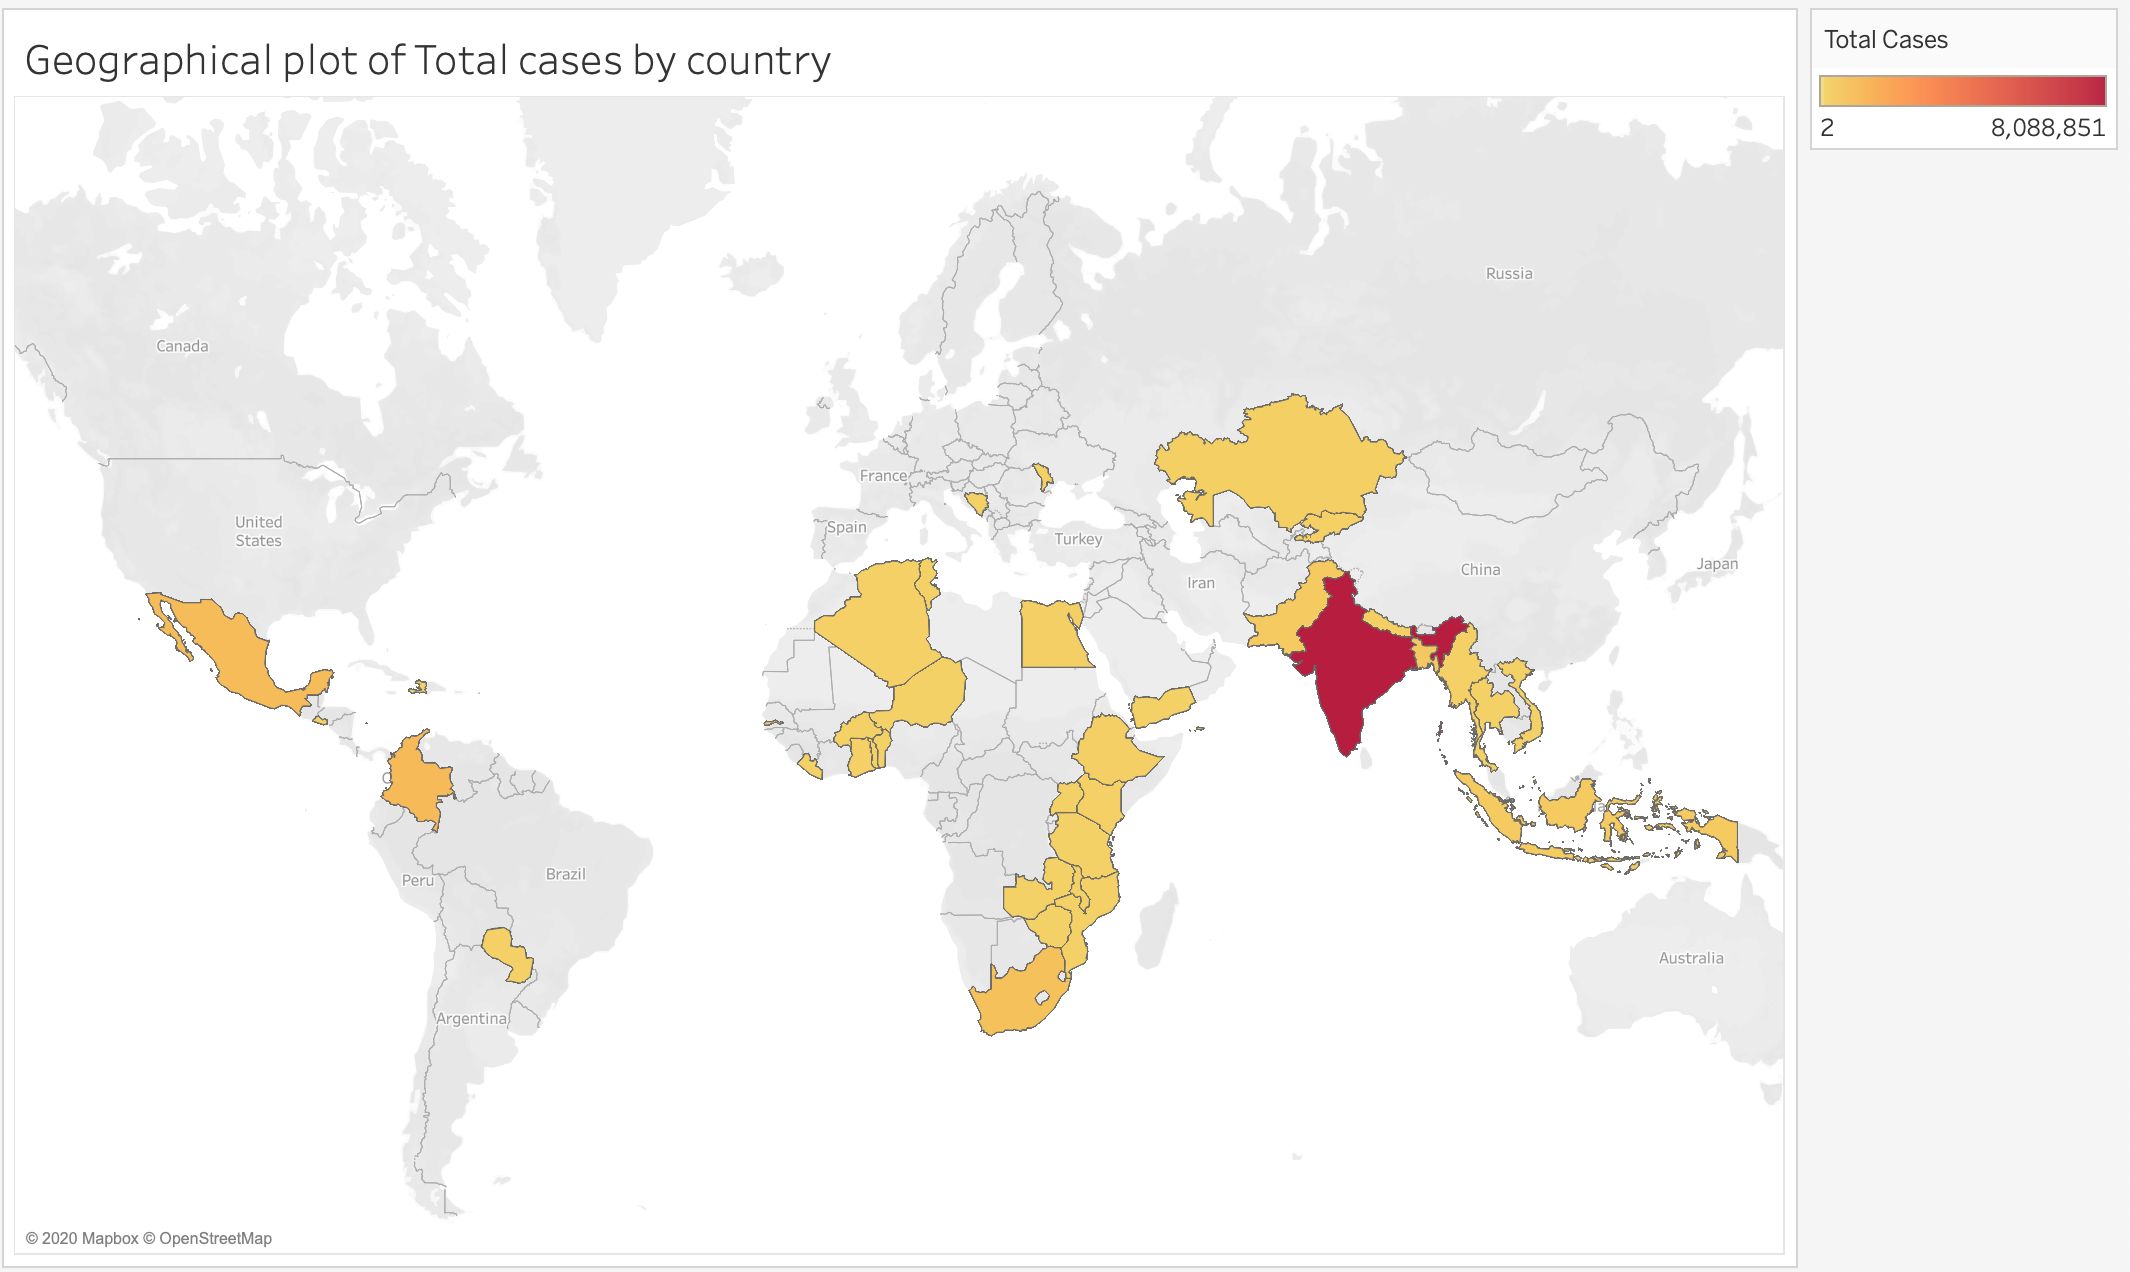 Geographical plot of Total cases by country
Total Cases
2
8,088,851
Russia
Canada
France
United
States
Spain
Turkey
China
Japan
Iran
Peru
Brazil
Australia
Argentina
© 2020 Mapbox © OpenStreetMap